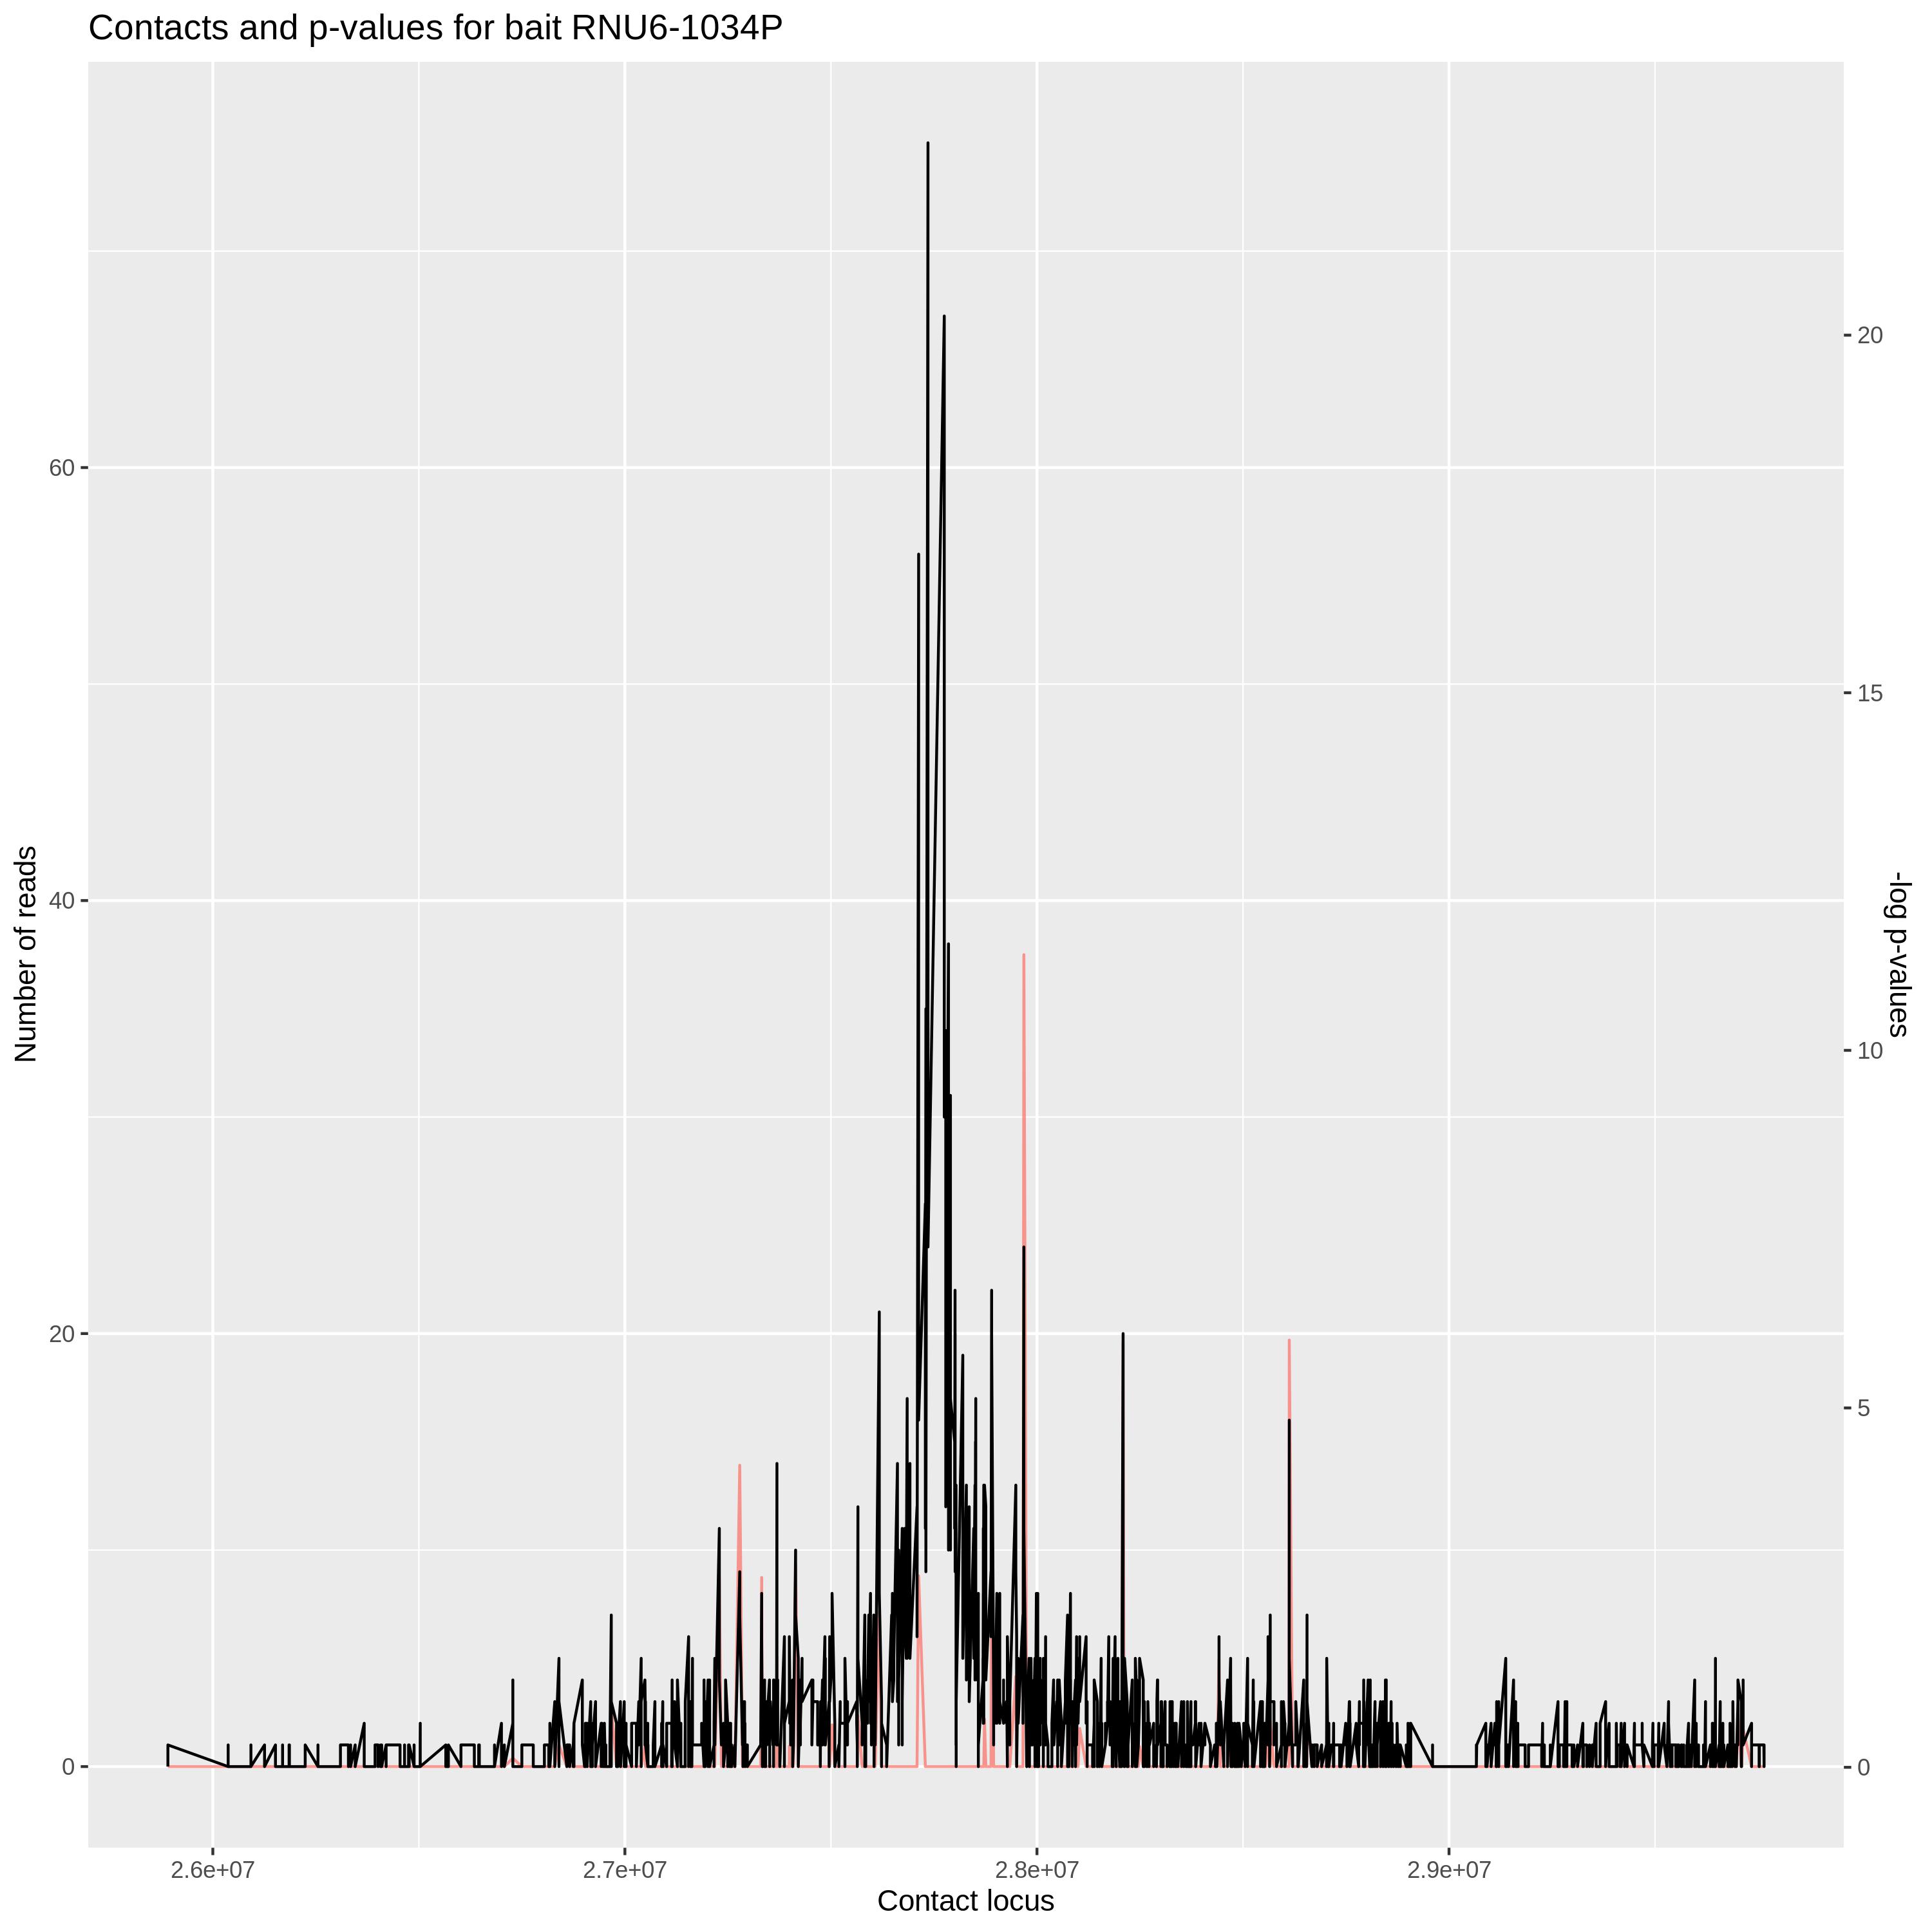 Contacts and p-values for bait RNU6-1034P
Number of reads
60
40
20
0
20
15
10
5
0
-log p-values
2.6e+07
2.7e+07
2.8e+07
2.9e+07
Contact locus